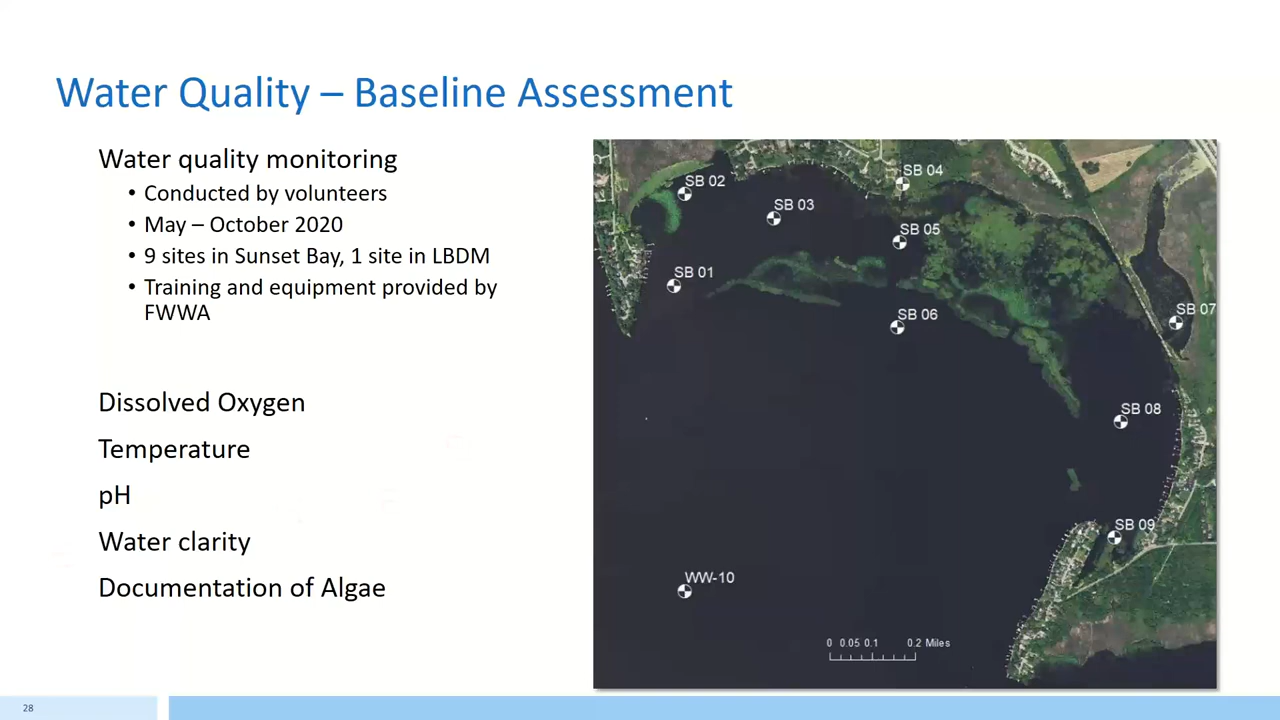 Water Quality – Baseline Assessment
Water quality monitoring
• Conducted by volunteers
• May – October 2020
• 9 sites in Sunset Bay, 1 site in LBDM
• Training and equipment provided by
FWWA
Dissolved Oxygen
Temperature
pH
Water clarity
Documentation of Algae
SB 02
SB 04
SB 03
SB 05
SB 01
SB 07
SB 06
SB 08
SB 09
WW-10
0 0.05 0.1 0.2 Miles
28